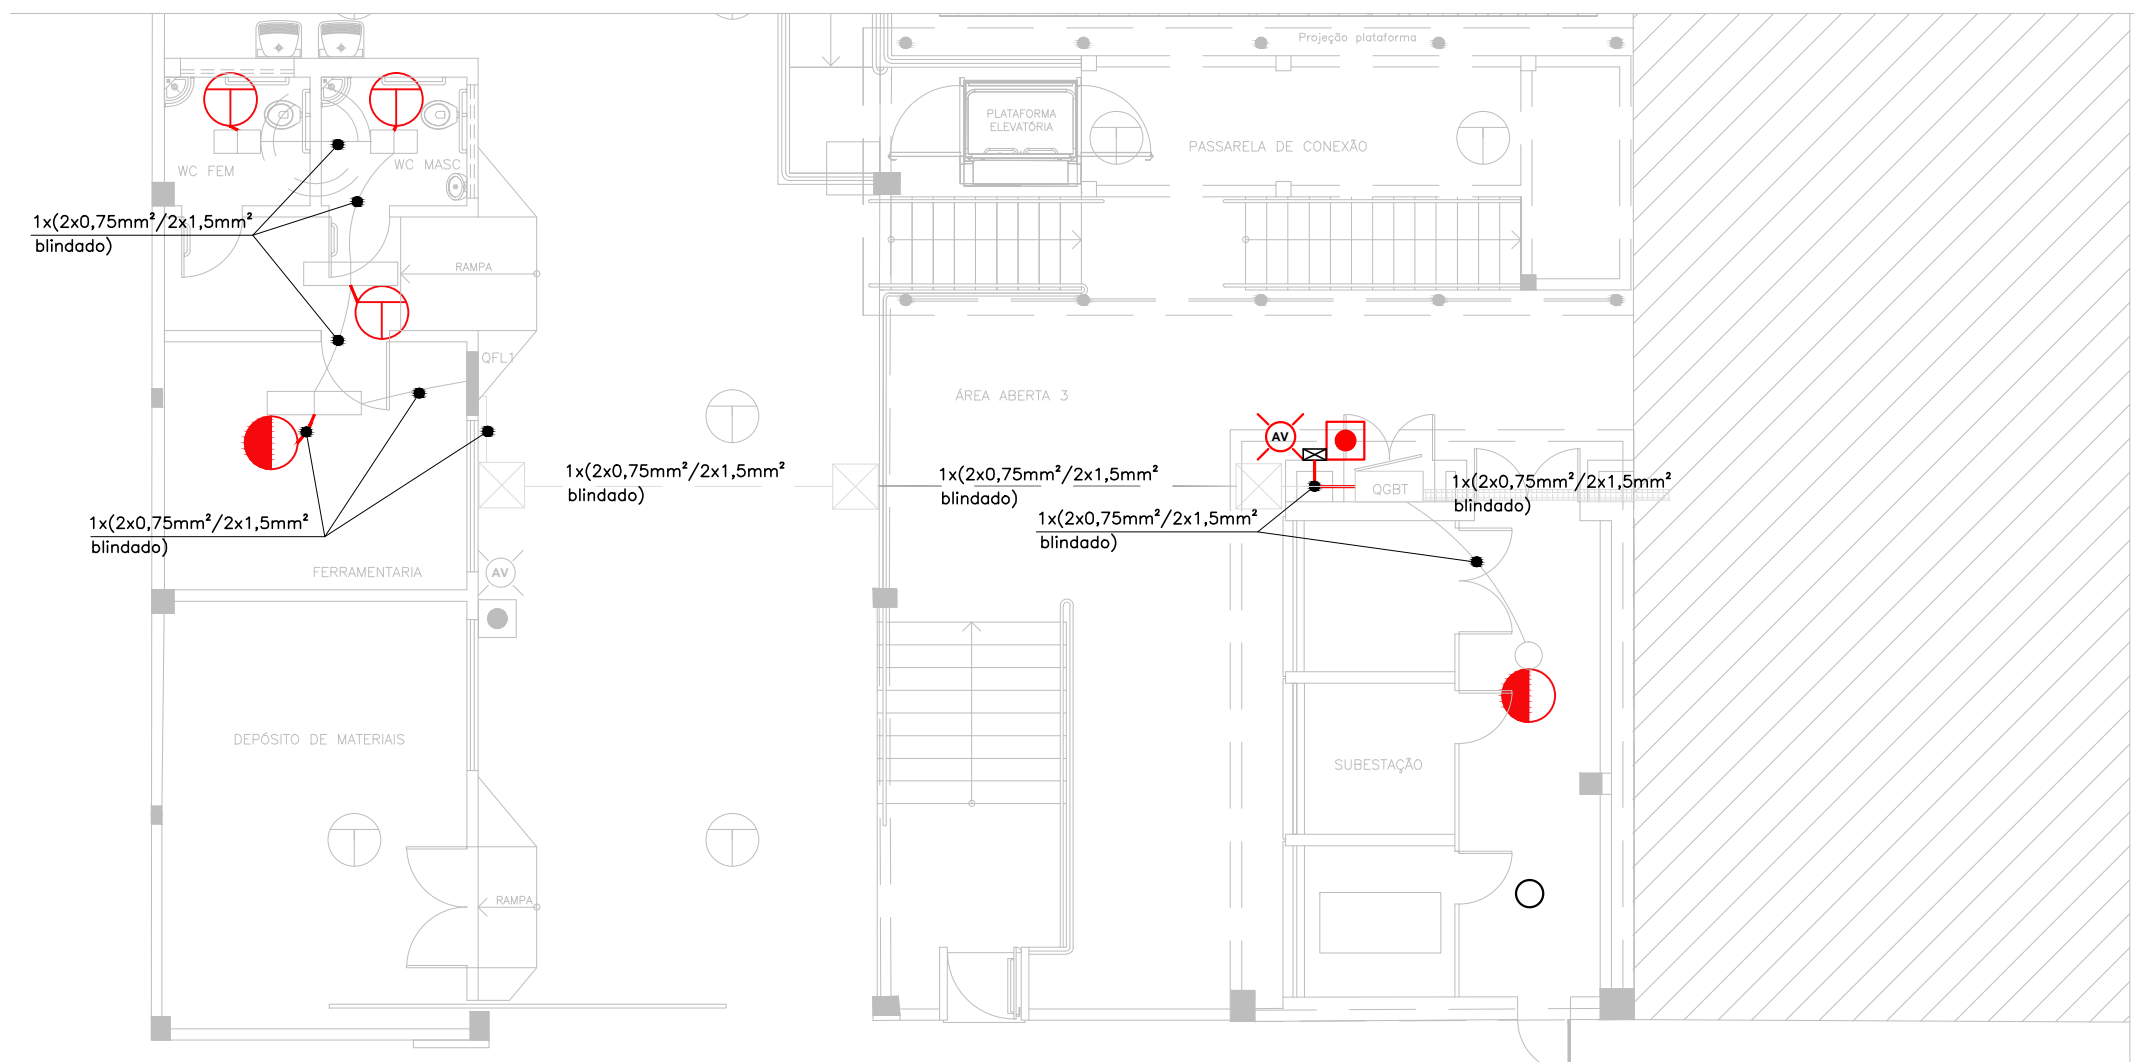 Projeção plataforma
PLATAFORMA
ELEVATÓRIA
PASSARELA DE CONEXÃO
WC FEM
WC MASC
1x(2x0,75mm²/2x1,5mm²
blindado)
RAMPA
QFL1
ÁREA ABERTA 3
AV
1x(2x0,75mm²/2x1,5mm²
blindado)
1x(2x0,75mm²/2x1,5mm²
blindado)
QGBT
1x(2x0,75mm²/2x1,5mm²
blindado)
1x(2x0,75mm²/2x1,5mm²
blindado)
1x(2x0,75mm²/2x1,5mm²
blindado)
FERRAMENTARIA
AV
DEPÓSITO DE MATERIAIS
SUBESTAÇÃO
RAMPA